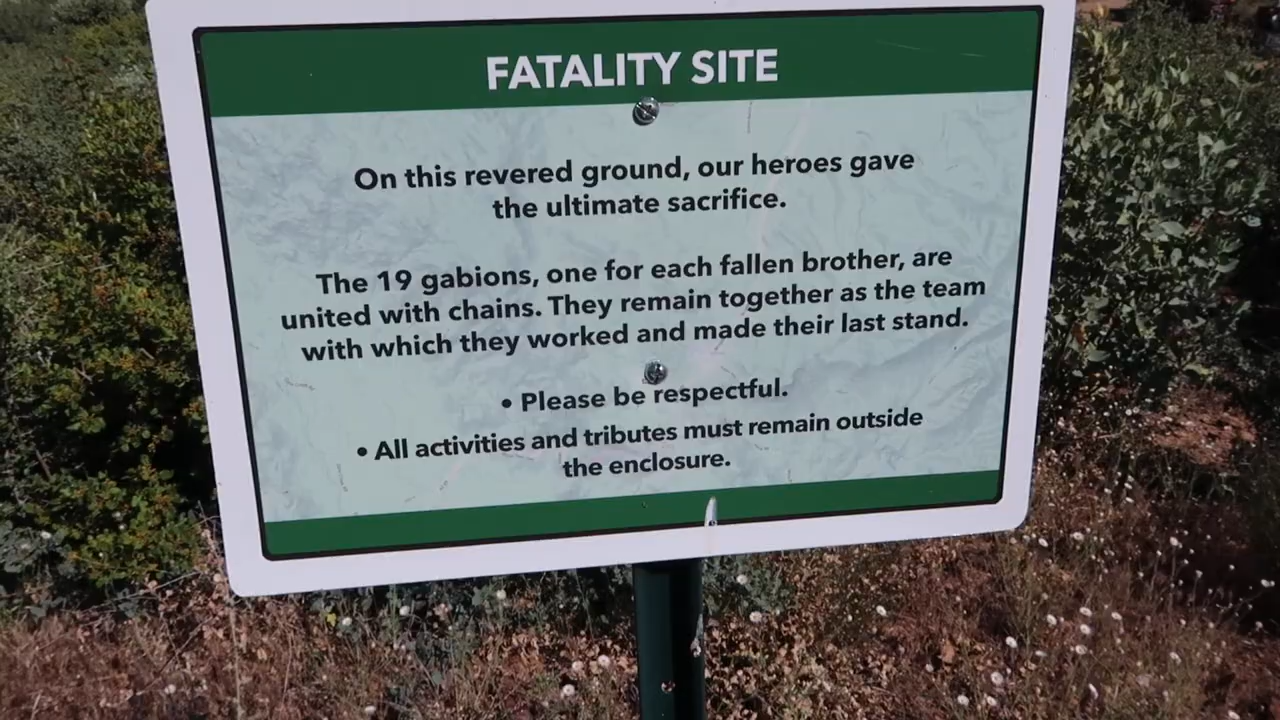 FATALITY SITE
On this revered ground, our heroes gave
the ultimate sacrifice.
The 19 gabions, one for each fallen brother, are
united with chains. They remain together as the team
with which they worked and made their last stand.
• Please be respectful.
• All activities and tributes must remain outside
the enclosure.